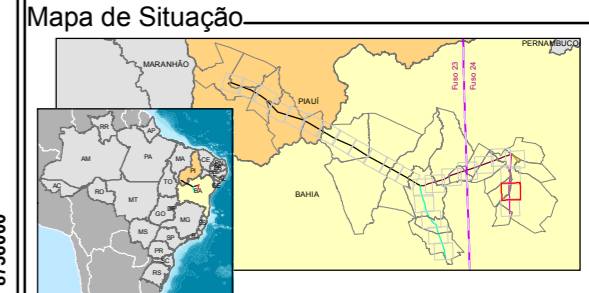 Mapa de Situação
PERNAMBUCO
MARANHÃO
Fuso 23
Fuso 24
PIAUÍ
BAHIA
RR
AP
AM
PA
MA
CE
PI
AC
RO
TO
BA
MT
GO
MG
MS
SP
PR
SC
RS